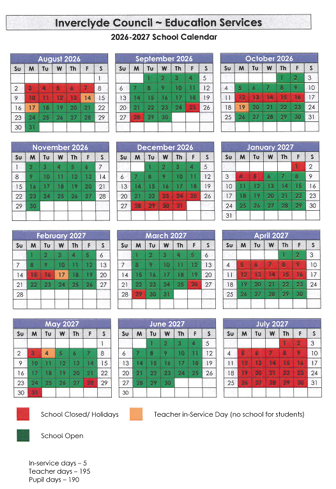 Inverclyde Council ~ Education Services
2026-2027 School Calendar
August 2026 September 2026 October 2026
Su M Tu W Th F S Su M Tu W Th F S Su M Tu W Th F S
1 1 2 3 4 5 1 2 3
2 3 4 5 6 7 8 6 7 8 9 10 11 12 4 5 6 7 8 9 10
9 10 11 12 13 14 15 13 14 15 16 17 18 19 11 12 13 14 15 16 17
16 17 18 19 20 21 22 20 21 22 23 24 25 26 18 19 20 21 22 23 24
23 24 25 26 27 28 29 27 28 29 30 25 26 27 28 29 30 31
30 31
November 2026 December 2026 January 2027
Su M Tu W Th F S Su M Tu W Th F S Su M Tu W Th F S
1 2 3 4 5 6 7 1 2 3 4 5 1 2
8 9 10 11 12 13 14 6 7 8 9 10 11 12 3 4 5 6 7 8 9
15 16 17 18 19 20 21 13 14 15 16 17 18 19 10 11 12 13 14 15 16
22 23 24 25 26 27 28 20 21 22 23 24 25 26 17 18 19 20 21 22 23
29 30 27 28 29 30 31 24 25 26 27 28 29 30
31
February 2027 March 2027 April 2027
Su M Tu W Th F S Su M Tu W Th F S Su M Tu W Th F S
1 2 3 4 5 6 1 2 3 4 5 6 1 2 3
7 8 9 10 11 12 13 7 8 9 10 11 12 13 4 5 6 7 8 9 10
14 15 16 17 18 19 20 14 15 16 17 18 19 20 11 12 13 14 15 16 17
21 22 23 24 25 26 27 21 22 23 24 25 26 27 18 19 20 21 22 23 24
28 28 29 30 31 25 26 27 28 29 30
May 2027 June 2027 July 2027
Su M Tu W Th F S Su M Tu W Th F S Su M Tu W Th F S
1 1 2 3 4 5 1 2 3
2 3 4 5 6 7 8 6 7 8 9 10 11 12 4 5 6 7 8 9 10
9 10 11 12 13 14 15 13 14 15 16 17 18 19 11 12 13 14 15 16 17
16 17 18 19 20 21 22 20 21 22 23 24 25 26 18 19 20 21 22 23 24
23 24 25 26 27 28 29 27 28 29 30 25 26 27 28 29 30 31
30 31
School Closed/ Holidays Teacher in-Service Day (no school for students)
School Open
In-service days – 5
Teacher days – 195
Pupil days – 190